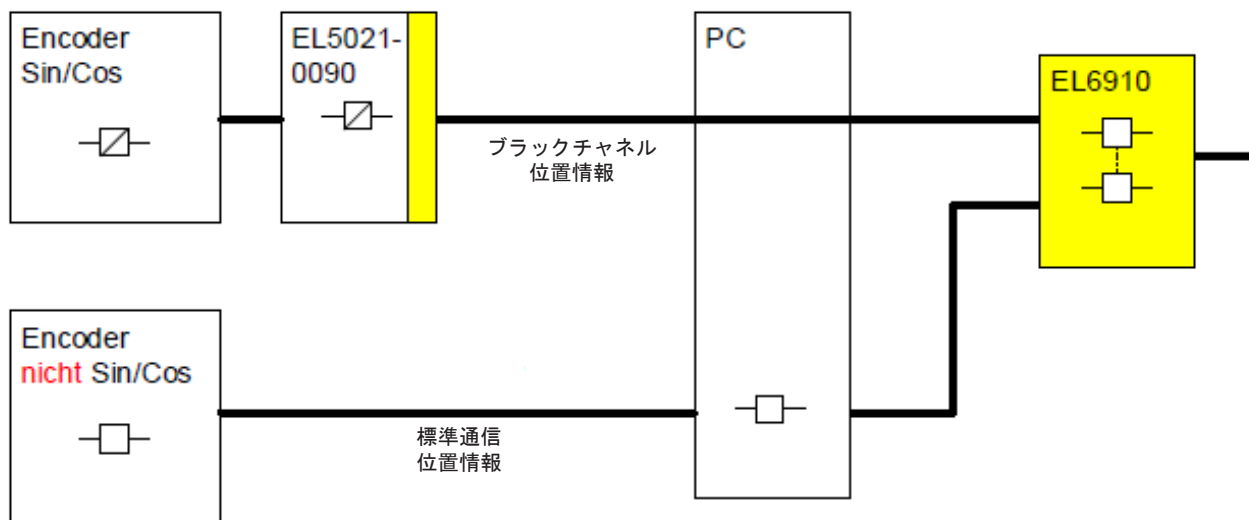 Encoder
Sin/Cos
EL5021-
0090
PC
EL6910
ブラックチャネル
位置情報
Encoder
nicht Sin/Cos
標準通信
位置情報